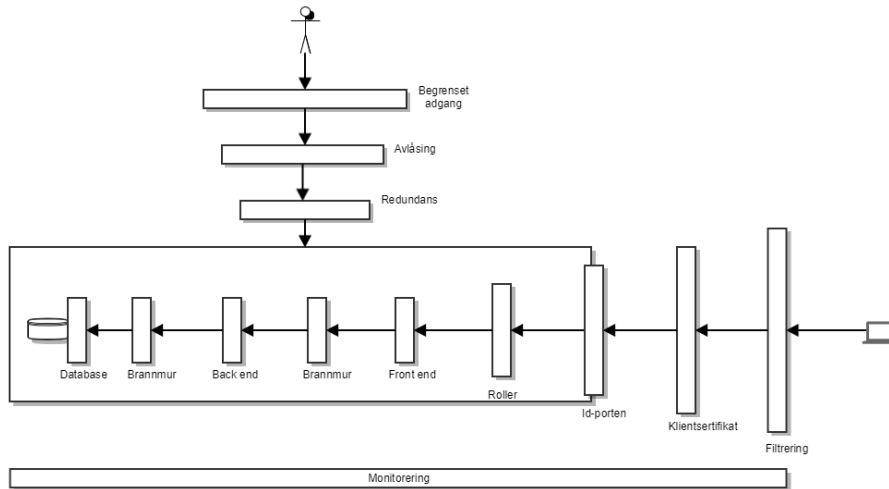 Begrenset
adgang
Avlåsing
Redundans
Database
Brannmur
Back end
Brannmur
Front end
Roller
Id-porten
Klientsertifikat
Filtrering
Monitorering